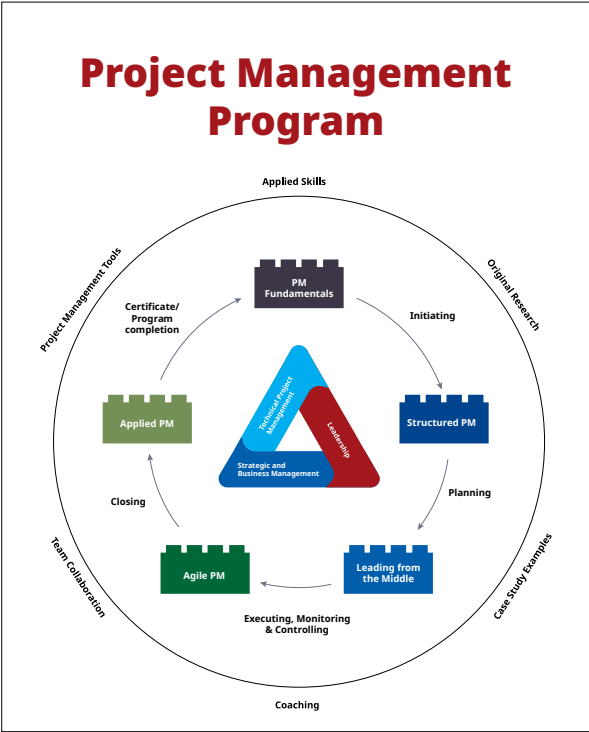 Project Management
Program
Applied Skills
Project Management Tools
Original Research
PM
Fundamentals
Certificate/
Program
completion
Initiating
Technical Project
Management
Leadership
Applied PM
Structured PM
Strategic and
Business Management
Closing
Planning
Team Collaboration
Case Study Examples
Agile PM
Leading from
the Middle
Executing, Monitoring
& Controlling
Coaching